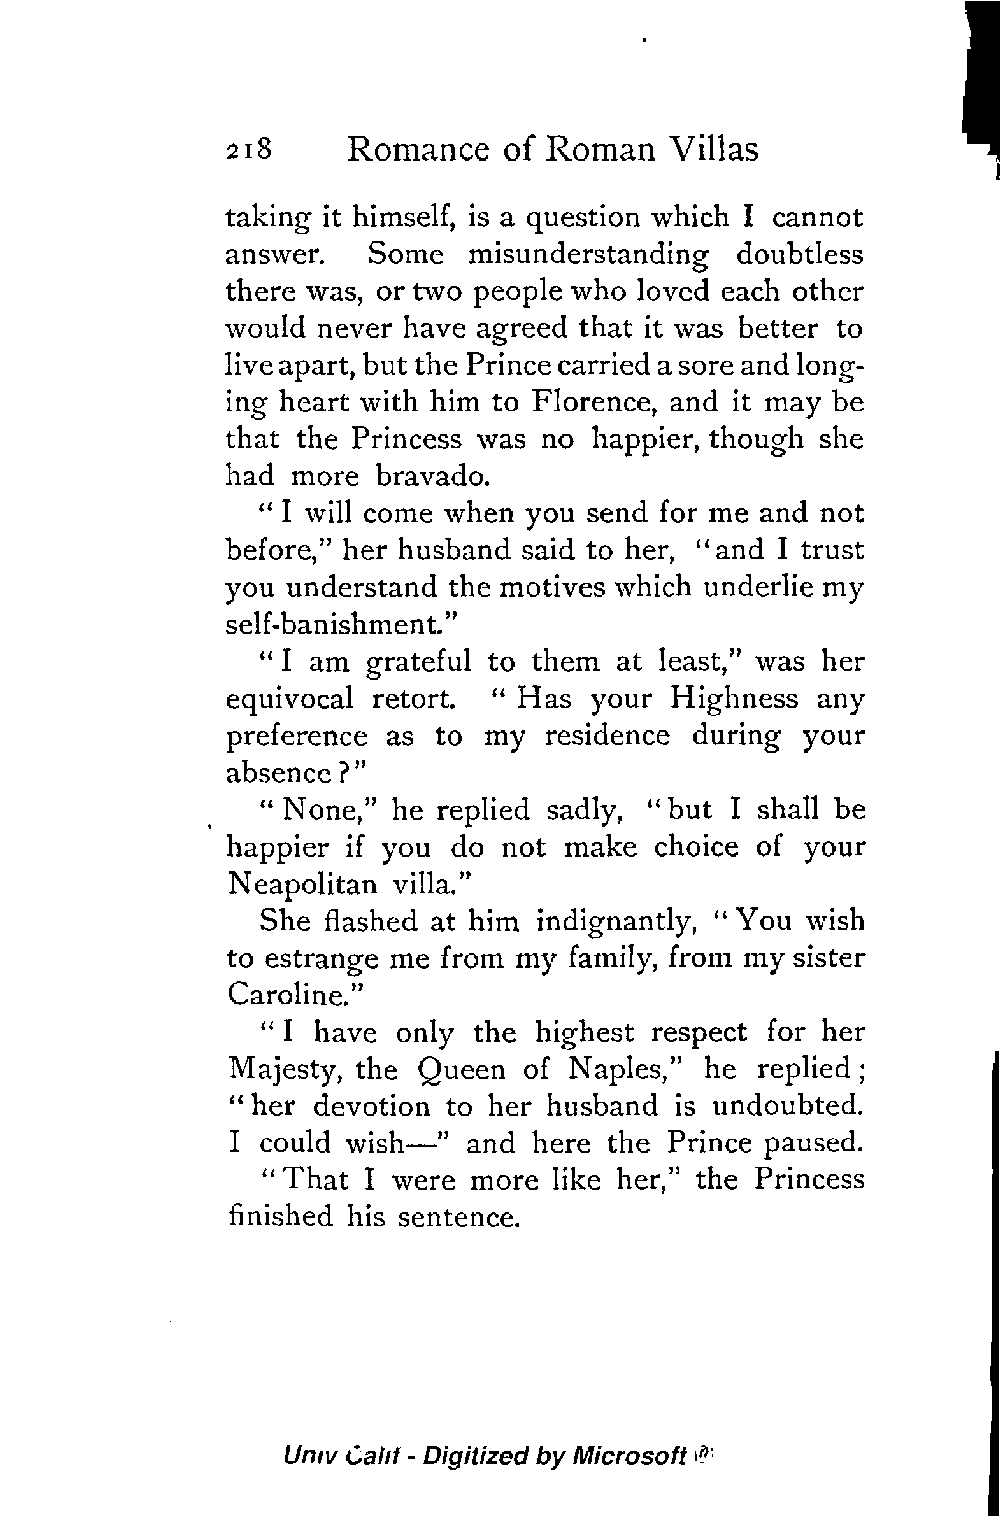 218 Romance of Roman Villas
taking it himself, is a question which I cannot
answer. Some misunderstanding doubtless
there was, or two people who loved each other
would never have agreed that it was better to
live apart, but the Prince carried a sore and long-
ing heart with him to Florence, and it may be
that the Princess was no happier, though she
had more bravado.
"I will come when you send for me and not
before," her husband said to her, "and I trust
you understand the motives which underlie my
self-banishment."
"I am grateful to them at least," was her
equivocal retort. "Has your Highness any
preference as to my residence during your
absence?"
"None," he replied sadly, "but I shall be
happier if you do not make choice of your
Neapolitan villa."
She flashed at him indignantly, "You wish
to estrange me from my family, from my sister
Caroline."
"I have only the highest respect for her
Majesty, the Queen of Naples," he replied;
"her devotion to her husband is undoubted.
I could wish—" and here the Prince paused.
"That I were more like her," the Princess
finished his sentence.
Univ Calif - Digitized by Microsoft ®